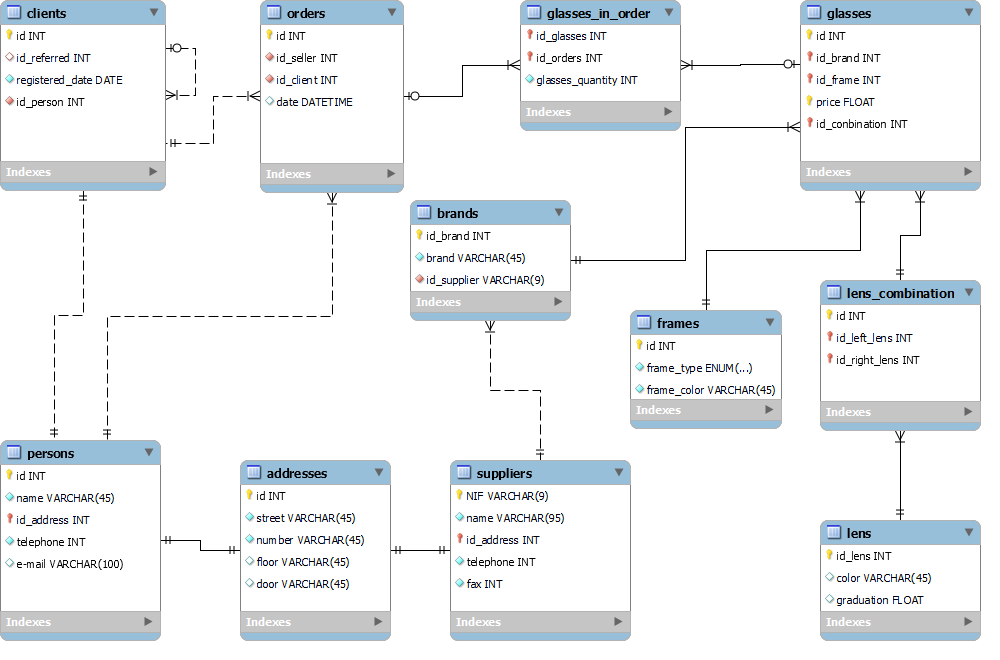 clients
id INT
id_referred INT
registered_date DATE
id_person INT
Indexes
orders
id INT
id_seller INT
id_client INT
date DATETIME
Indexes
glasses_in_order
id_glasses INT
id_orders INT
glasses_quantity INT
Indexes
glasses
id INT
id_brand INT
id_frame INT
price FLOAT
id_conbination INT
Indexes
brands
id_brand INT
brand VARCHAR(45)
id_supplier VARCHAR(9)
Indexes
frames
id INT
frame_type ENUM(...)
frame_color VARCHAR(45)
Indexes
lens_combination
id INT
id_left_lens INT
id_right_lens INT
Indexes
persons
id INT
name VARCHAR(45)
id_address INT
telephone INT
e-mail VARCHAR(100)
Indexes
addresses
id INT
street VARCHAR(45)
number VARCHAR(45)
floor VARCHAR(45)
door VARCHAR(45)
Indexes
suppliers
NIF VARCHAR(9)
name VARCHAR(95)
id_address INT
telephone INT
fax INT
Indexes
lens
id_lens INT
color VARCHAR(45)
graduation FLOAT
Indexes